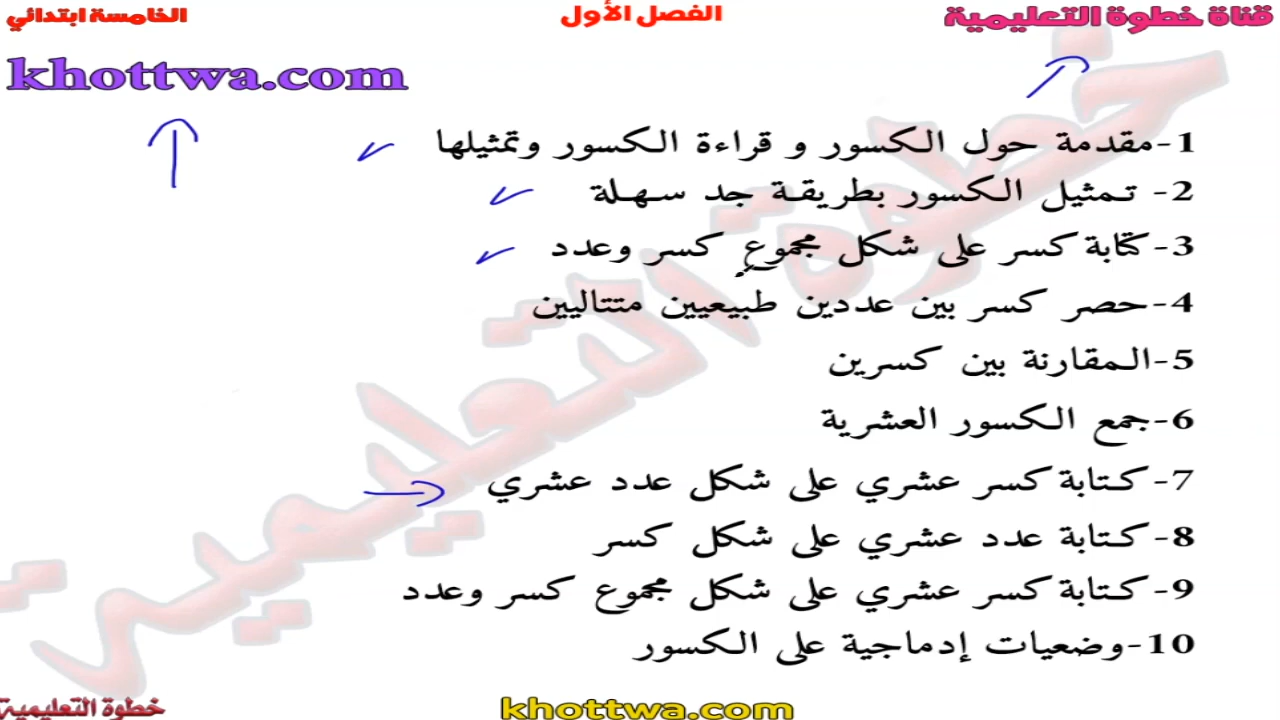 قناة خطوة التعليمية
الفصل الأول
الخامسة ابتدائي
khottwa.com
1-مقدمة حول الكسور و قراءة الكسور وتمثيلها
2- تمثيل الكسور بطريقة جد سهلة
3-كتابة كسر على شكل مجموع كسر وعدد
4-حصر كسر بين عددين طبيعيين متتاليين
5-المقارنة بين كسرين
6-جمع الكسور العشرية
7-كتابة كسر عشري على شكل عدد عشري
8-كتابة عدد عشري على شكل كسر
9-كتابة كسر عشري على شكل مجموع كسر وعدد
10-وضعيات إدماجية على الكسور
خطوة التعليمية
khottwa.com
خطوة التعليمية